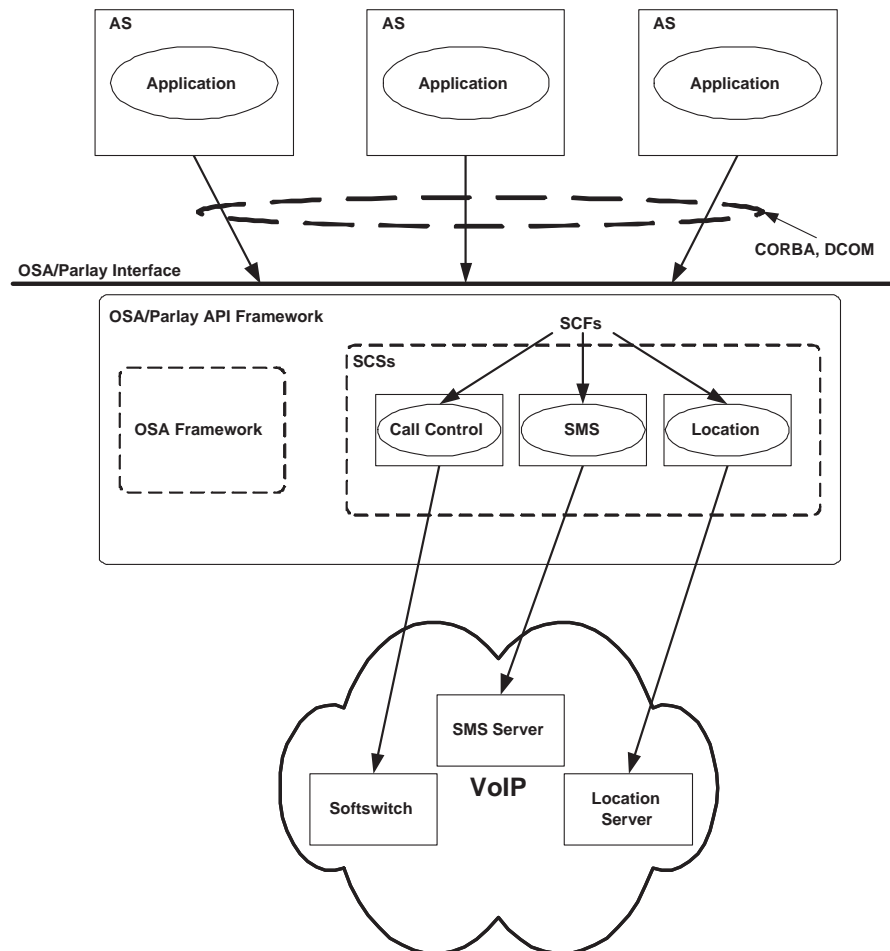 AS
AS
AS
Application
Application
Application
CORBA, DCOM
OSA/Parlay Interface
OSA/Parlay API Framework
SCFs
SCSs
OSA Framework
Call Control
SMS
Location
SMS Server
VoIP
Softswitch
Location
Server